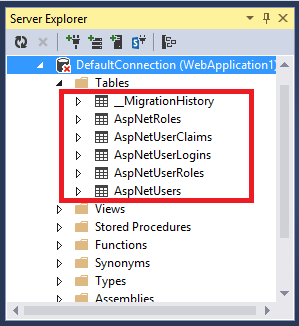 Server Explorer
DefaultConnection (WebApplication1)
Tables
__MigrationHistory
AspNetRoles
AspNetUserClaims
AspNetUserLogins
AspNetUserRoles
AspNetUsers
Views
Stored Procedures
Functions
Synonyms
Types
Assemblies